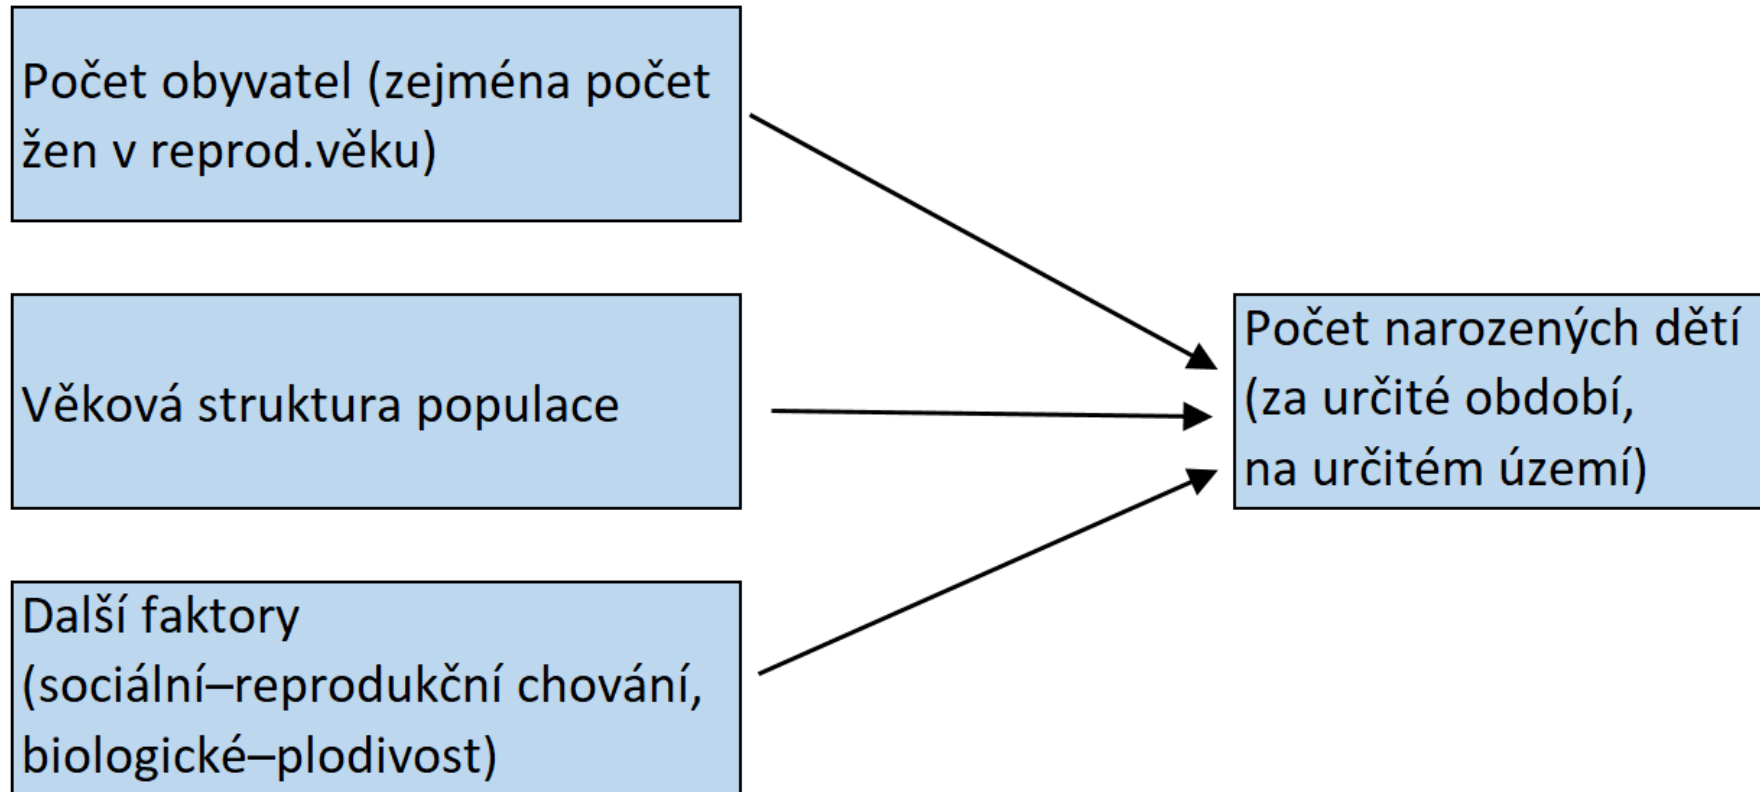 Počet obyvatel (zejména počet
žen v reprod.věku)
Věková struktura populace
Další faktory
(sociální–reprodukční chování,
biologické–plodivost)
Počet narozených dětí
(za určité období,
na určitém území)